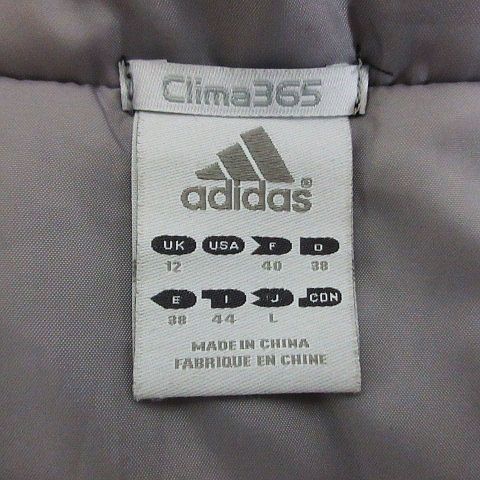 Clima365
adidas®
UK USA F D
12 40 38
E I J CDN
38 44 L
MADE IN CHINA
FABRIQUE EN CHINE